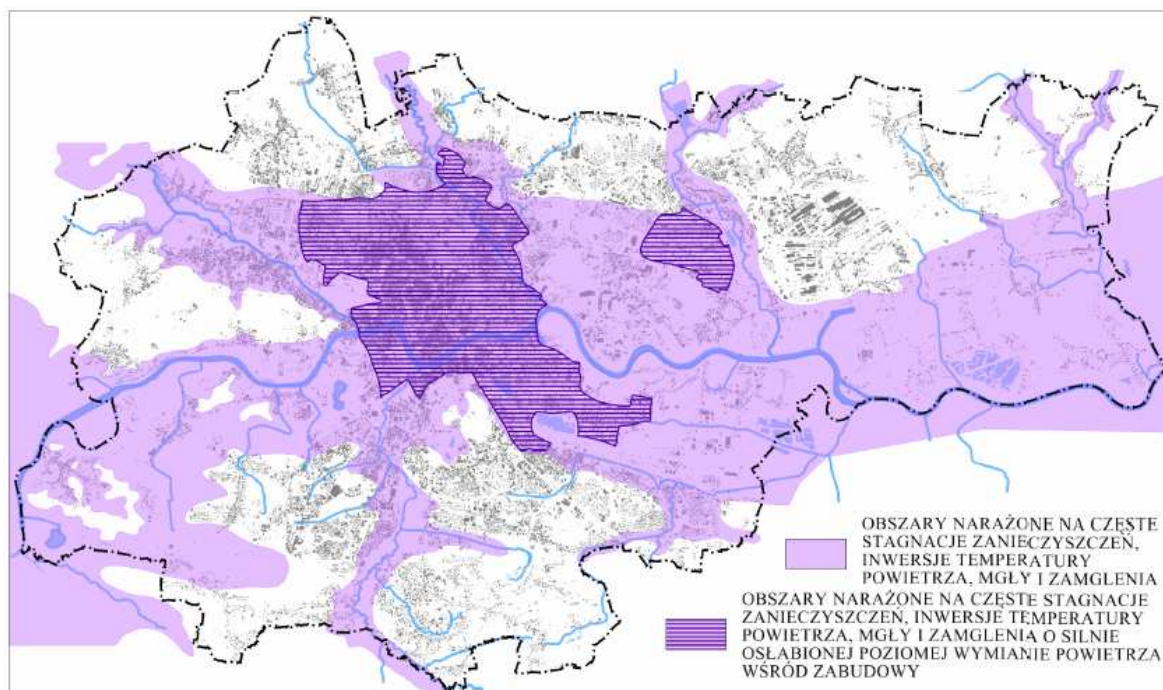 OBSZARY NARAŻONE NA CZĘSTE
STAGNACJE ZANIECZYSZCZEŃ,
INWERSJE TEMPERATURY
POWIETRZA, MGŁY I ZAMGLENIA
OBSZARY NARAŻONE NA CZĘSTE STAGNACJE
ZANIECZYSZCZEŃ, INWERSJE TEMPERATURY
POWIETRZA, MGŁY I ZAMGLENIA O SILNIE
OSŁABIONEJ POZIOMEJ WYMIANIE POWIETRZA
WŚRÓD ZABUDOWY